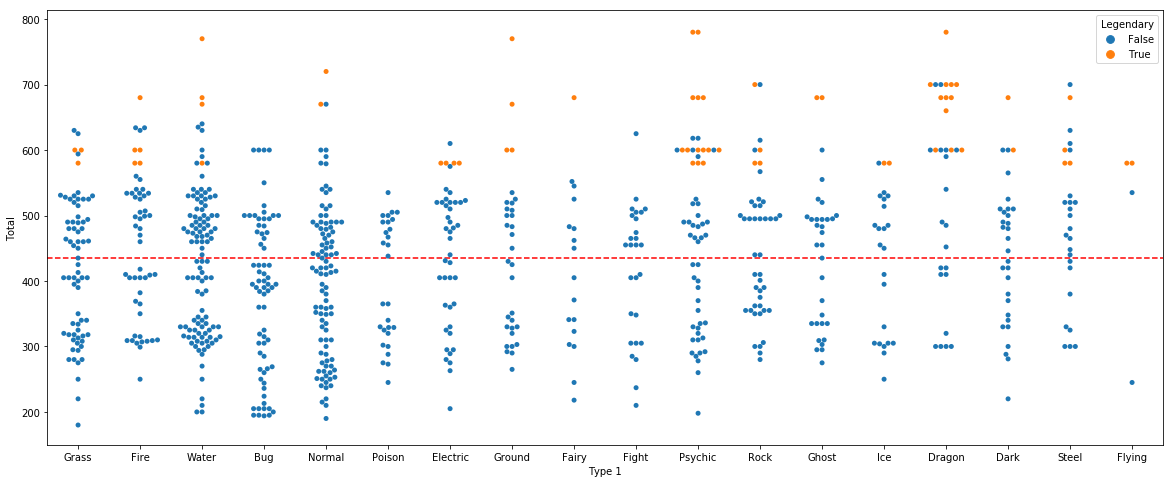 800
700
600
500
400
300
200
Total
Legendary
False
True
Grass Fire Water Bug Normal Poison Electric Ground Fairy Fight Psychic Rock Ghost Ice Dragon Dark Steel Flying
Type 1